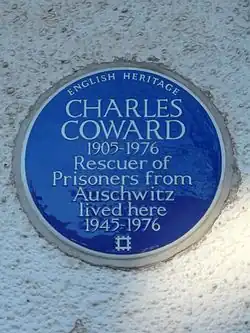 ENGLISH HERITAGE
CHARLES
COWARD
1905-1976
Rescuer of
Prisoners from
Auschwitz
lived here
1945-1976